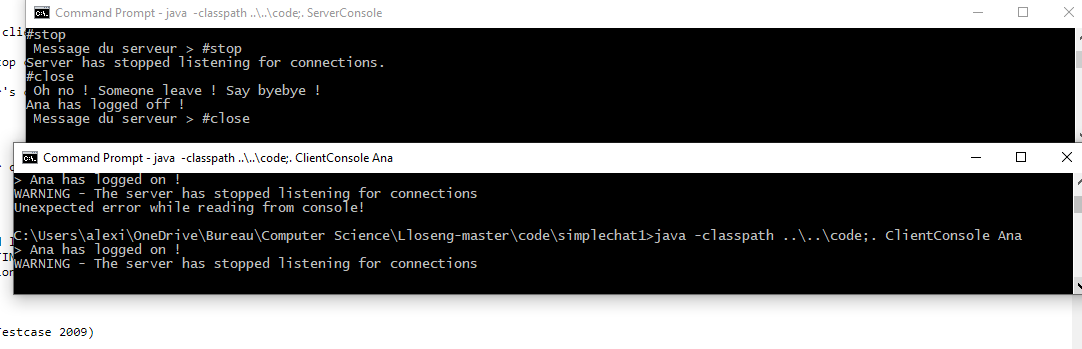 Command Prompt - java -classpath ..\..\code;. ServerConsole
#stop
Message du serveur > #stop
Server has stopped listening for connections.
#close
Oh no ! Someone leave ! Say byebye !
Ana has logged off !
Message du serveur > #close
Command Prompt - java -classpath ..\..\code;. ClientConsole Ana
> Ana has logged on !
WARNING - The server has stopped listening for connections
Unexpected error while reading from console!
C:\Users\alexi\OneDrive\Bureau\Computer Science\Lloseng-master\code\simplechat1>java -classpath ..\..\code;. ClientConsole Ana
> Ana has logged on !
WARNING - The server has stopped listening for connections
estcase 2009)